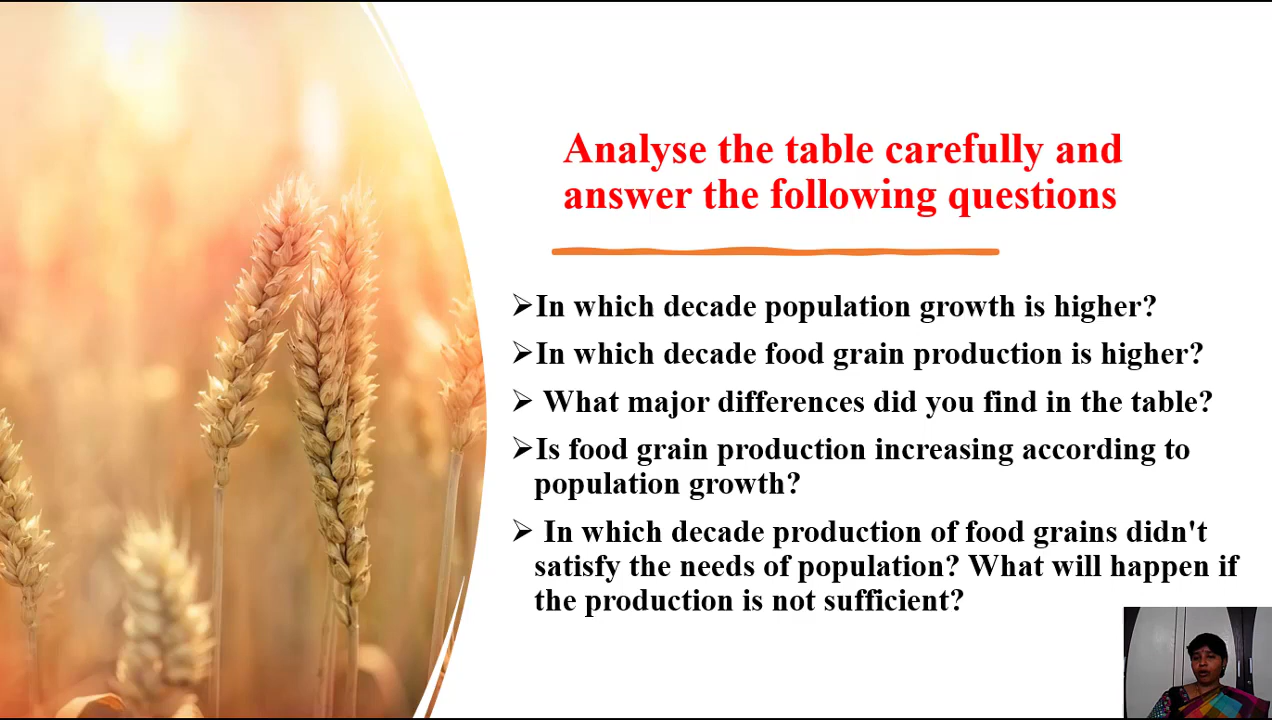 Analyse the table carefully and
answer the following questions
➢In which decade population growth is higher?
➢In which decade food grain production is higher?
➢ What major differences did you find in the table?
➢Is food grain production increasing according to
population growth?
➢ In which decade production of food grains didn't
satisfy the needs of population? What will happen if
the production is not sufficient?